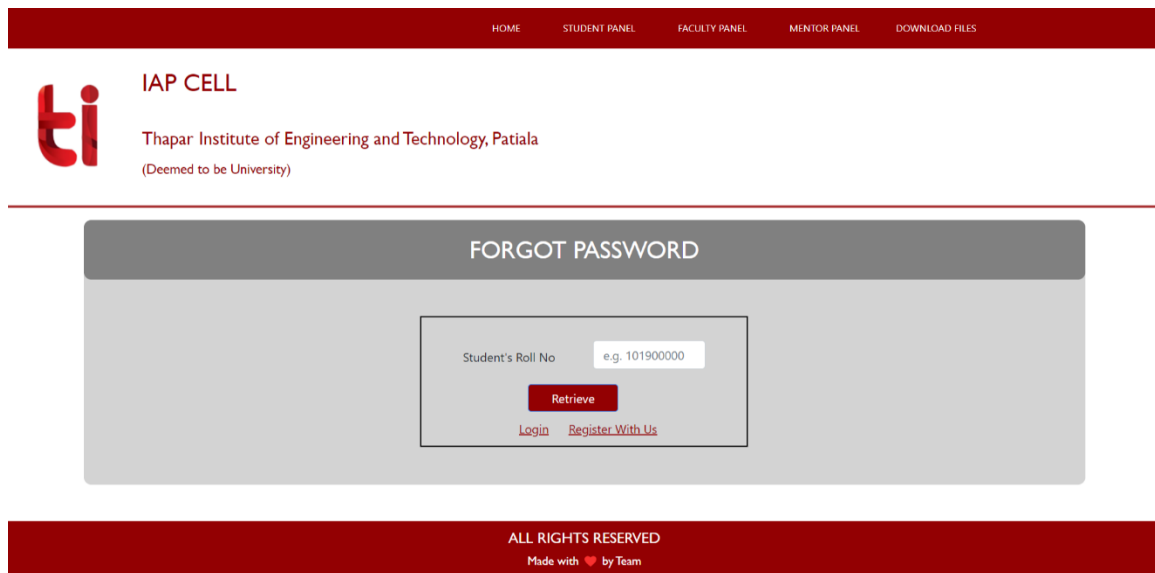 HOME STUDENT PANEL FACULTY PANEL MENTOR PANEL DOWNLOAD FILES
ti
IAP CELL
Thapar Institute of Engineering and Technology, Patiala
(Deemed to be University)
FORGOT PASSWORD
Student's Roll No e.g. 101900000
Retrieve
Login Register With Us
ALL RIGHTS RESERVED
Made with ❤ by Team